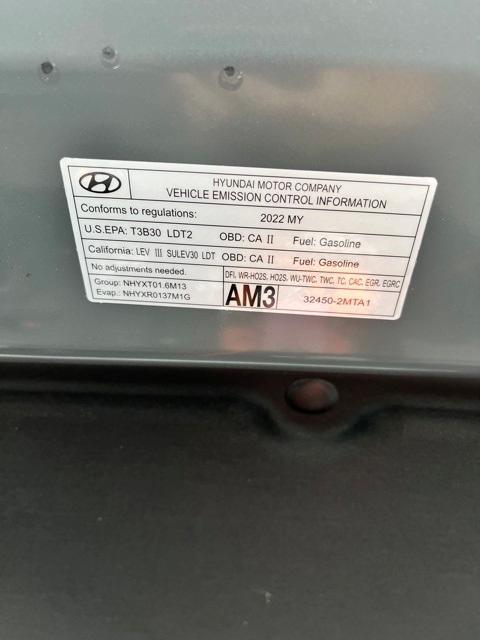 HYUNDAI MOTOR COMPANY
VEHICLE EMISSION CONTROL INFORMATION
Conforms to regulations: 2022 MY
U.S.EPA: T3B30 LDT2 OBD: CA II Fuel: Gasoline
California: LEV III SULEV30 LDT OBD: CA II Fuel: Gasoline
No adjustments needed. DFI, WR-HO2S, HO2S, WU-TWC, TWC, TC, CAC, EGR, EGRC
Group: NHYXT01.6M13
Evap.: NHYXR0137M1G
AM3 32450-2MTA1